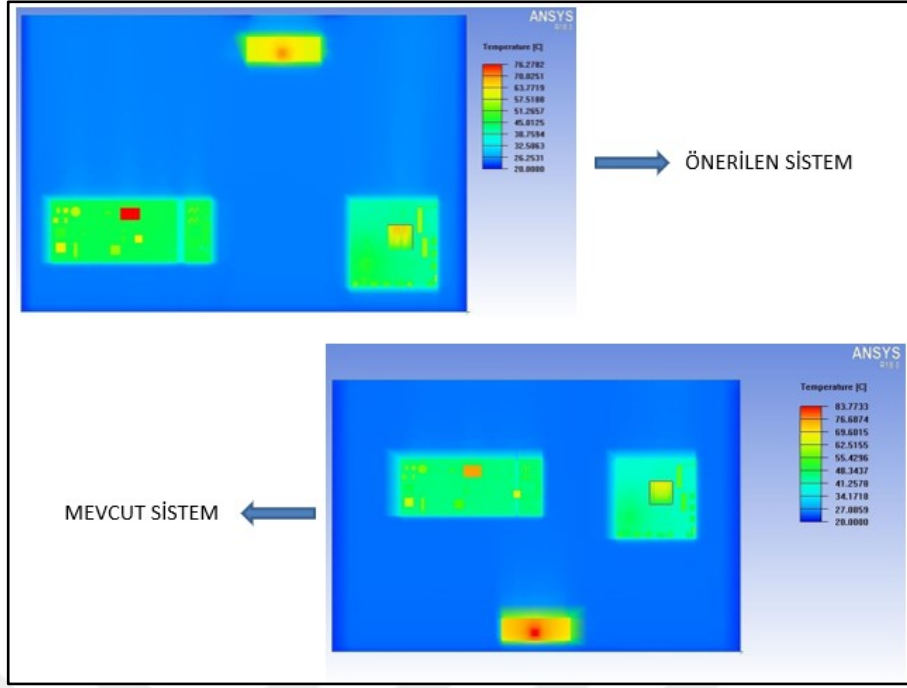 ANSYS
R18.1
Temperature [C]
76.2782
70.0251
63.7719
57.5188
51.2657
45.0125
38.7594
32.5063
26.2531
20.0000
ÖNERİLEN SİSTEM
ANSYS
Temperature [C]
83.7733
76.6874
69.6015
62.5155
55.4296
48.3437
41.2578
34.1718
27.0859
20.0000
MEVCUT SİSTEM